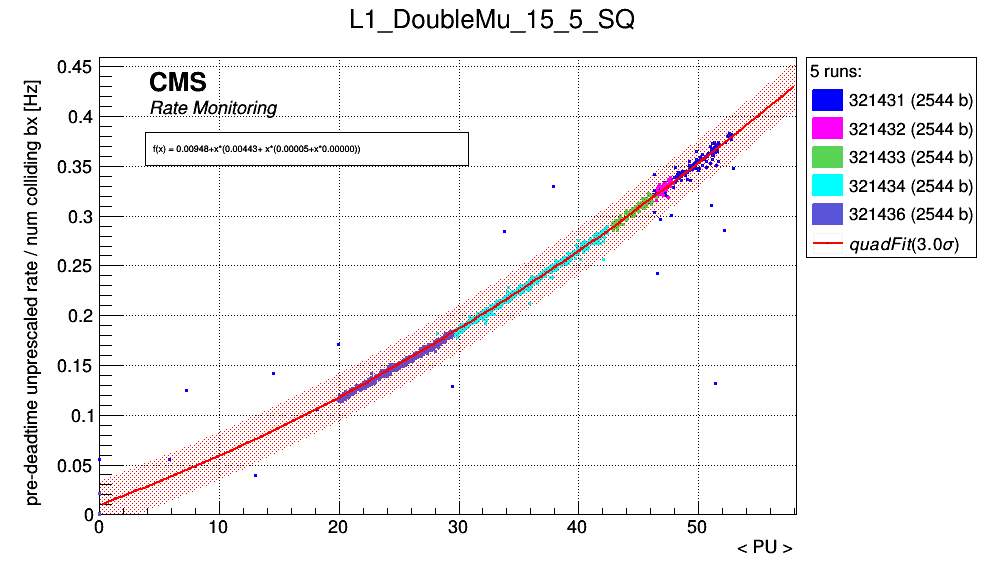 L1_DoubleMu_15_5_SQ
pre-deadtime unprescaled rate / num colliding bx [Hz]
0.45
0.4
0.35
0.3
0.25
0.2
0.15
0.1
0.05
0
CMS
Rate Monitoring
f(x) = 0.00948+x*(0.00443+ x*(0.00005+x*0.00000))
0 10 20 30 40 50
< PU >
5 runs:
321431 (2544 b)
321432 (2544 b)
321433 (2544 b)
321434 (2544 b)
321436 (2544 b)
quadFit(3.0σ)